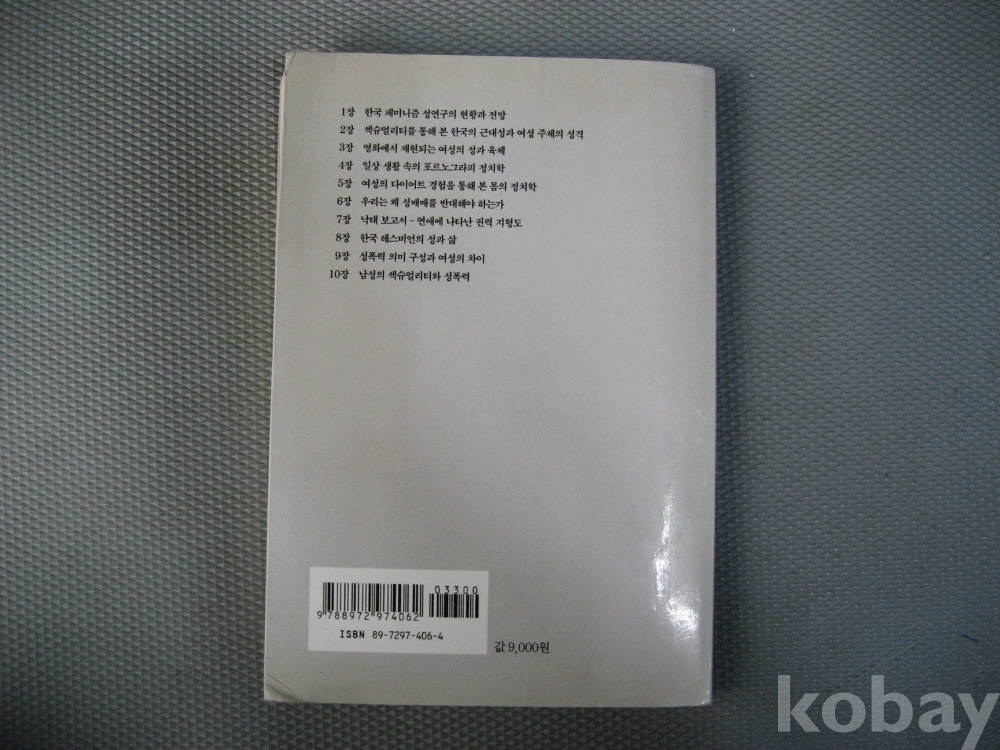 1장 한국 페미니즘 성연구의 현황과 전망
2장 섹슈얼리티를 통해 본 한국의 근대성과 여성 주체의 성격
3장 영화에서 재현되는 여성의 성과 육체
4장 일상 생활 속의 포르노그라피 정치학
5장 여성의 다이어트 경험을 통해 본 몸의 정치학
6장 우리는 왜 성매매를 반대해야 하는가
7장 낙태 보고서 – 연애에 나타난 권력 지형도
8장 한국 레스비언의 성과 삶
9장 성폭력 의미 구성과 여성의 차이
10장 남성의 섹슈얼리티와 성폭력
03300
9 788972 974062
ISBN 89-7297-406-4
값 9,000원
kobay